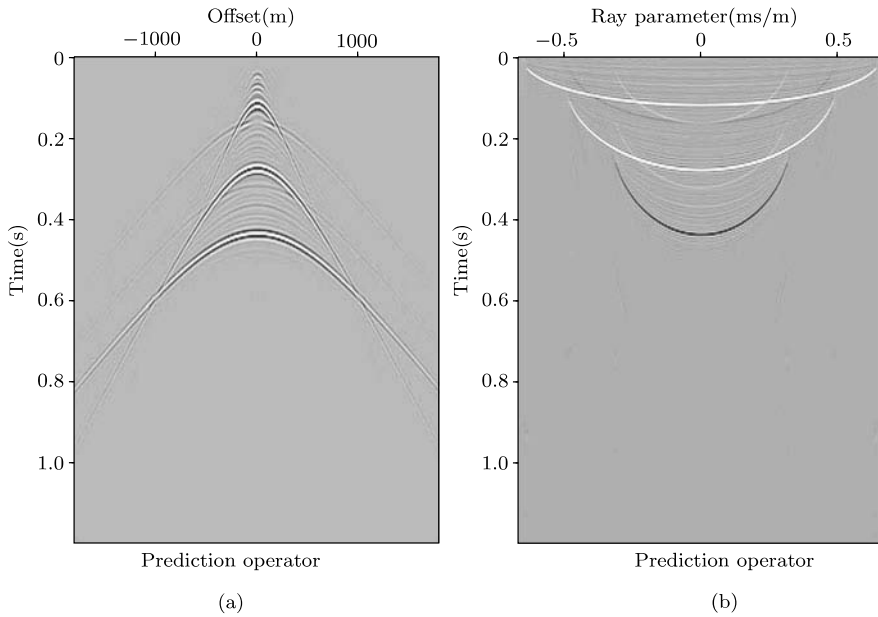 Offset(m)
−1000 0 1000
0
0.2
0.4
0.6
0.8
1.0
Time(s)
Prediction operator
(a)
Ray parameter(ms/m)
−0.5 0 0.5
0
0.2
0.4
0.6
0.8
1.0
Time(s)
Prediction operator
(b)